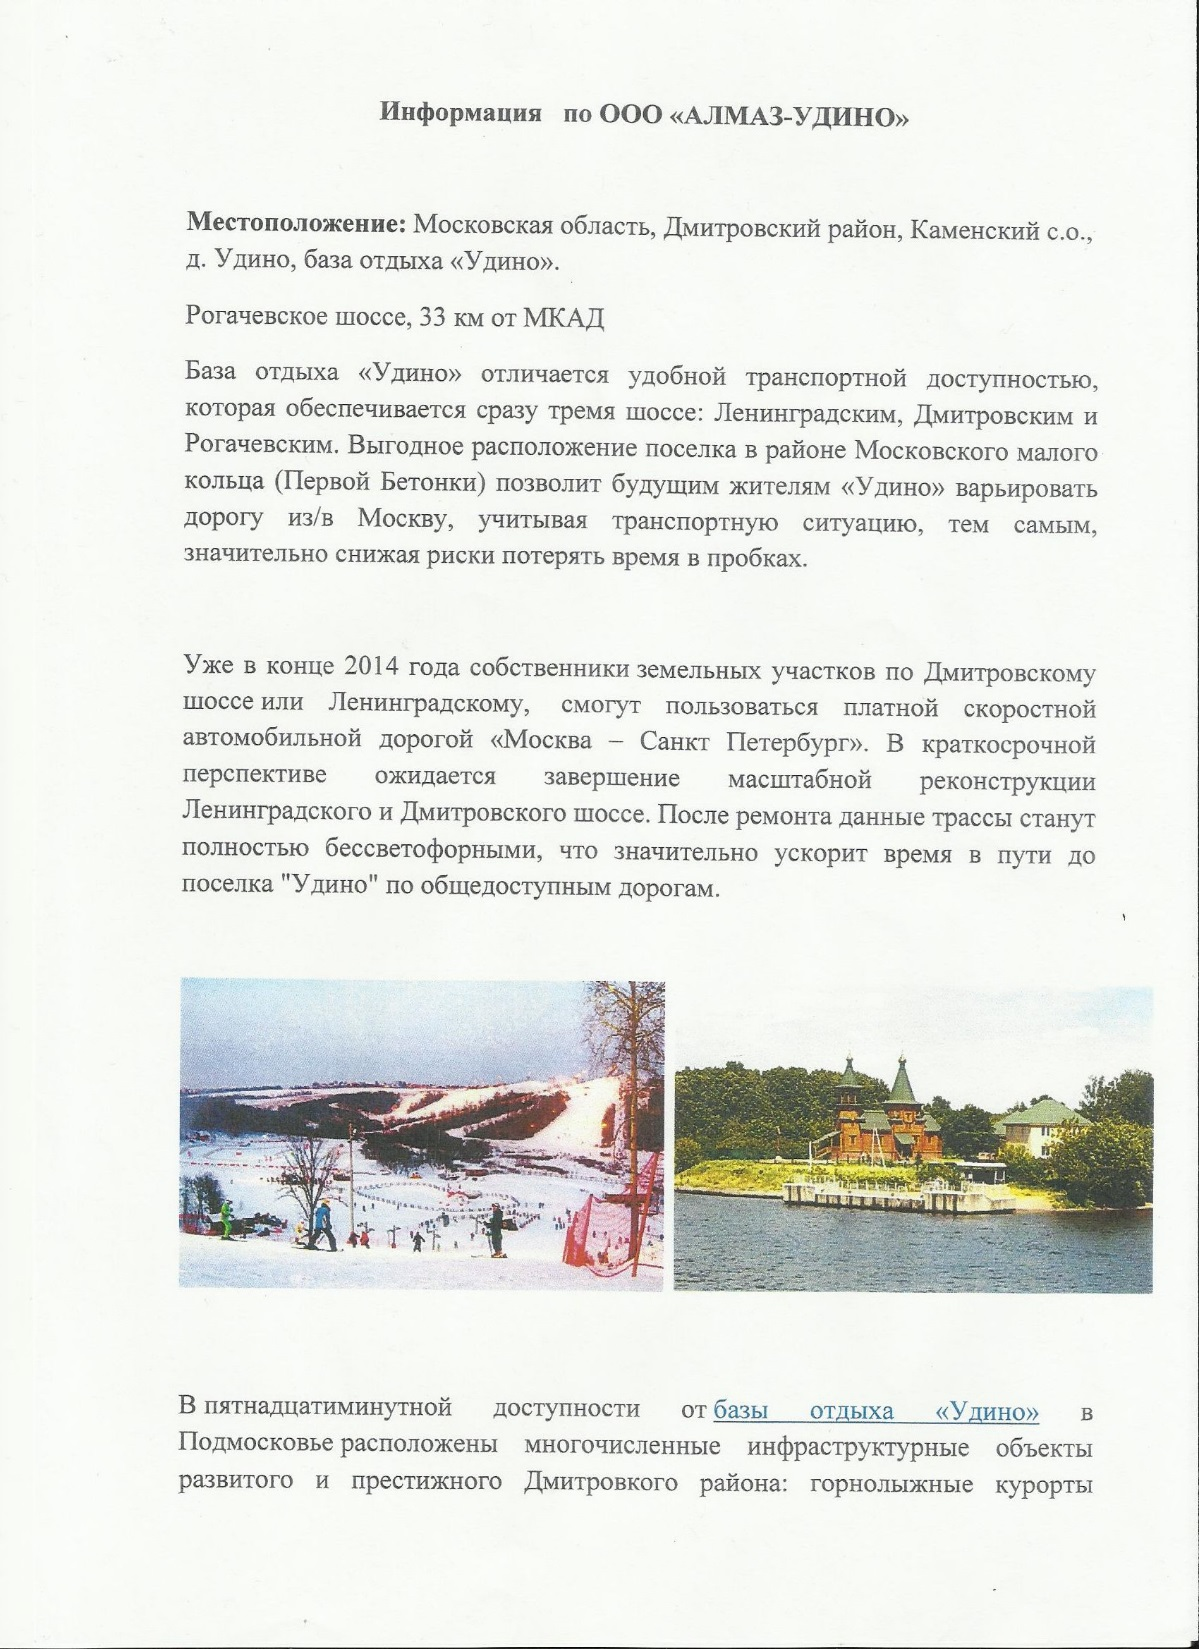 Информация по ООО «АЛМАЗ-УДИНО»
Местоположение: Московская область, Дмитровский район, Каменский с.о.,
д. Удино, база отдыха «Удино».
Рогачевское шоссе, 33 км от МКАД
База отдыха «Удино» отличается удобной транспортной доступностью,
которая обеспечивается сразу тремя шоссе: Ленинградским, Дмитровским и
Рогачевским. Выгодное расположение поселка в районе Московского малого
кольца (Первой Бетонки) позволит будущим жителям «Удино» варьировать
дорогу из/в Москву, учитывая транспортную ситуацию, тем самым,
значительно снижая риски потерять время в пробках.
Уже в конце 2014 года собственники земельных участков по Дмитровскому
шоссе или Ленинградскому, смогут пользоваться платной скоростной
автомобильной дорогой «Москва – Санкт Петербург». В краткосрочной
перспективе ожидается завершение масштабной реконструкции
Ленинградского и Дмитровского шоссе. После ремонта данные трассы станут
полностью бессветофорными, что значительно ускорит время в пути до
поселка "Удино" по общедоступным дорогам.
В пятнадцатиминутной доступности от базы отдыха «Удино» в
Подмосковье расположены многочисленные инфраструктурные объекты
развитого и престижного Дмитровкого района: горнолыжные курорты